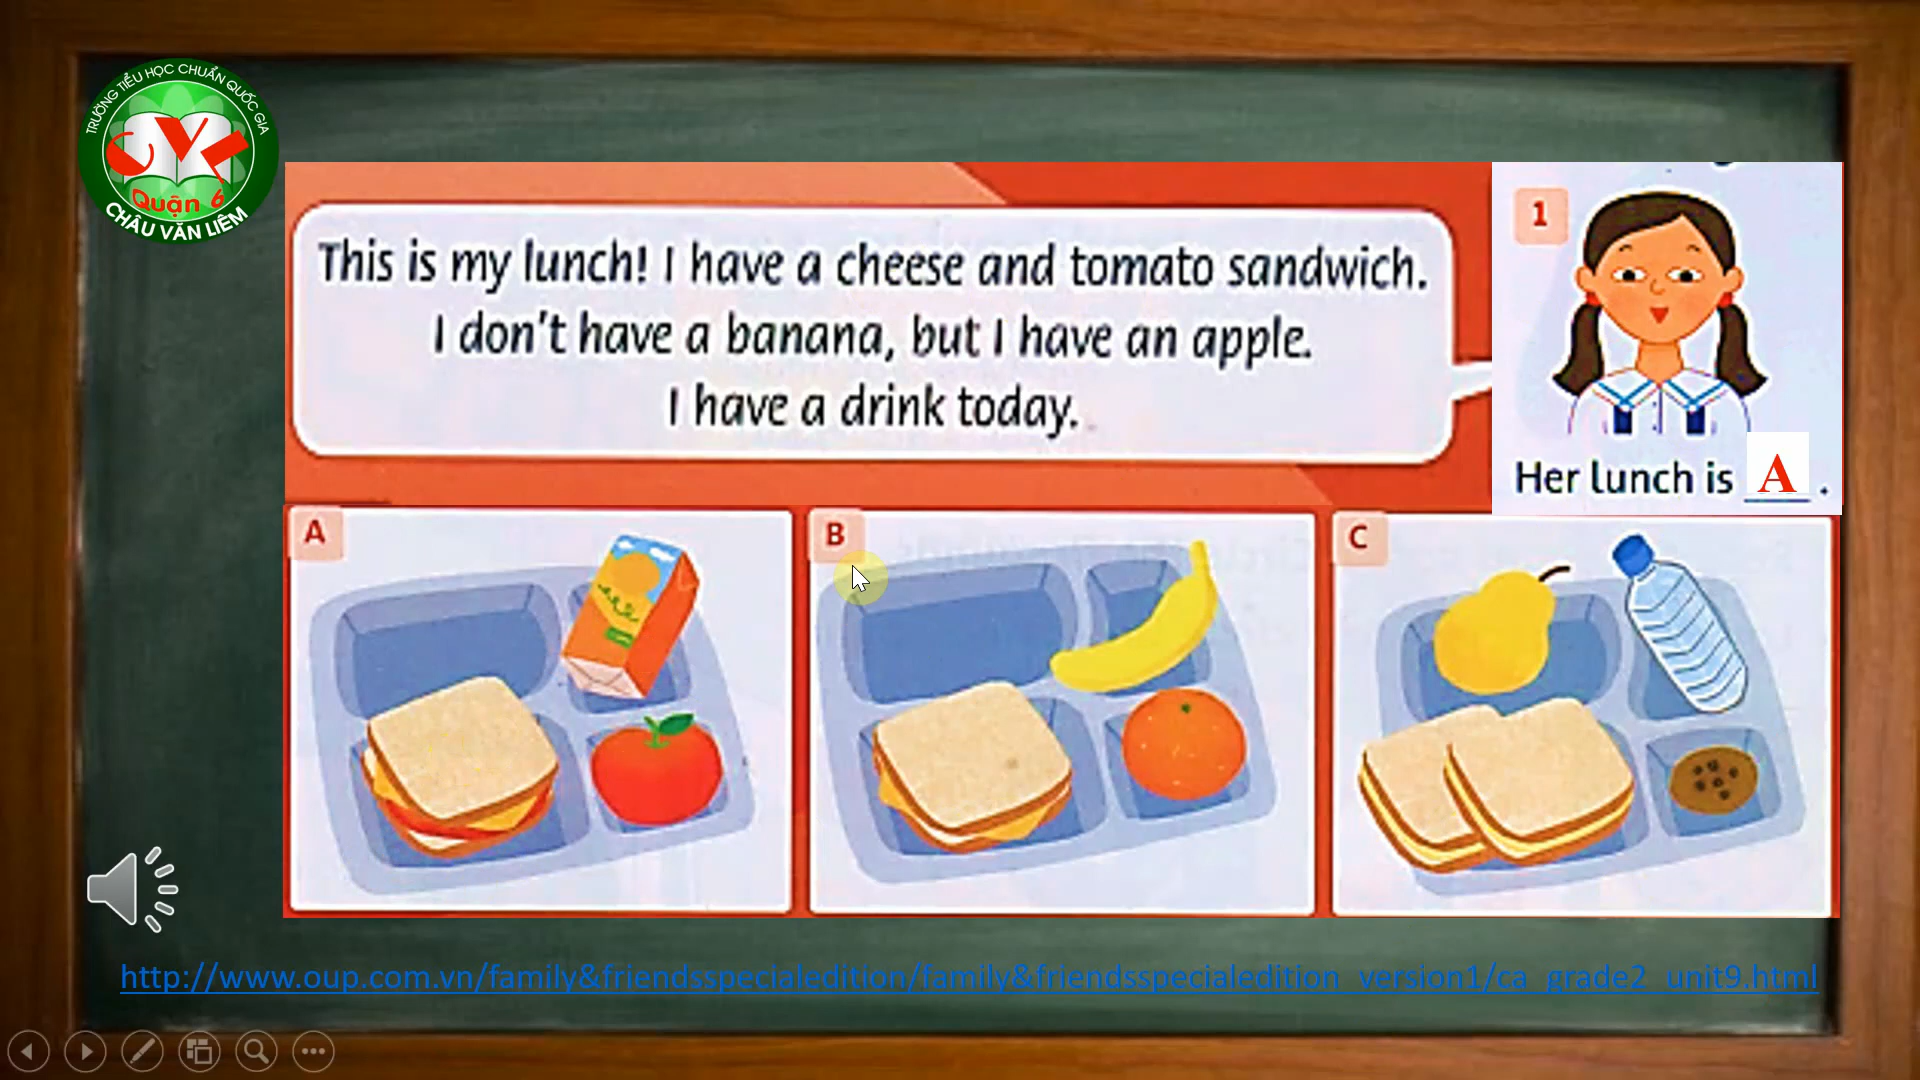 TRƯỜNG TIỂU HỌC CHUẨN QUỐC GIA
CVL
Quận 6
CHÂU VĂN LIÊM
This is my lunch! I have a cheese and tomato sandwich.
I don't have a banana, but I have an apple.
I have a drink today.
1
Her lunch is A .
A
B
C
http://www.oup.com.vn/family&friendsspecialedition/family&friendsspecialedition_version1/ca_grade2_unit9.html